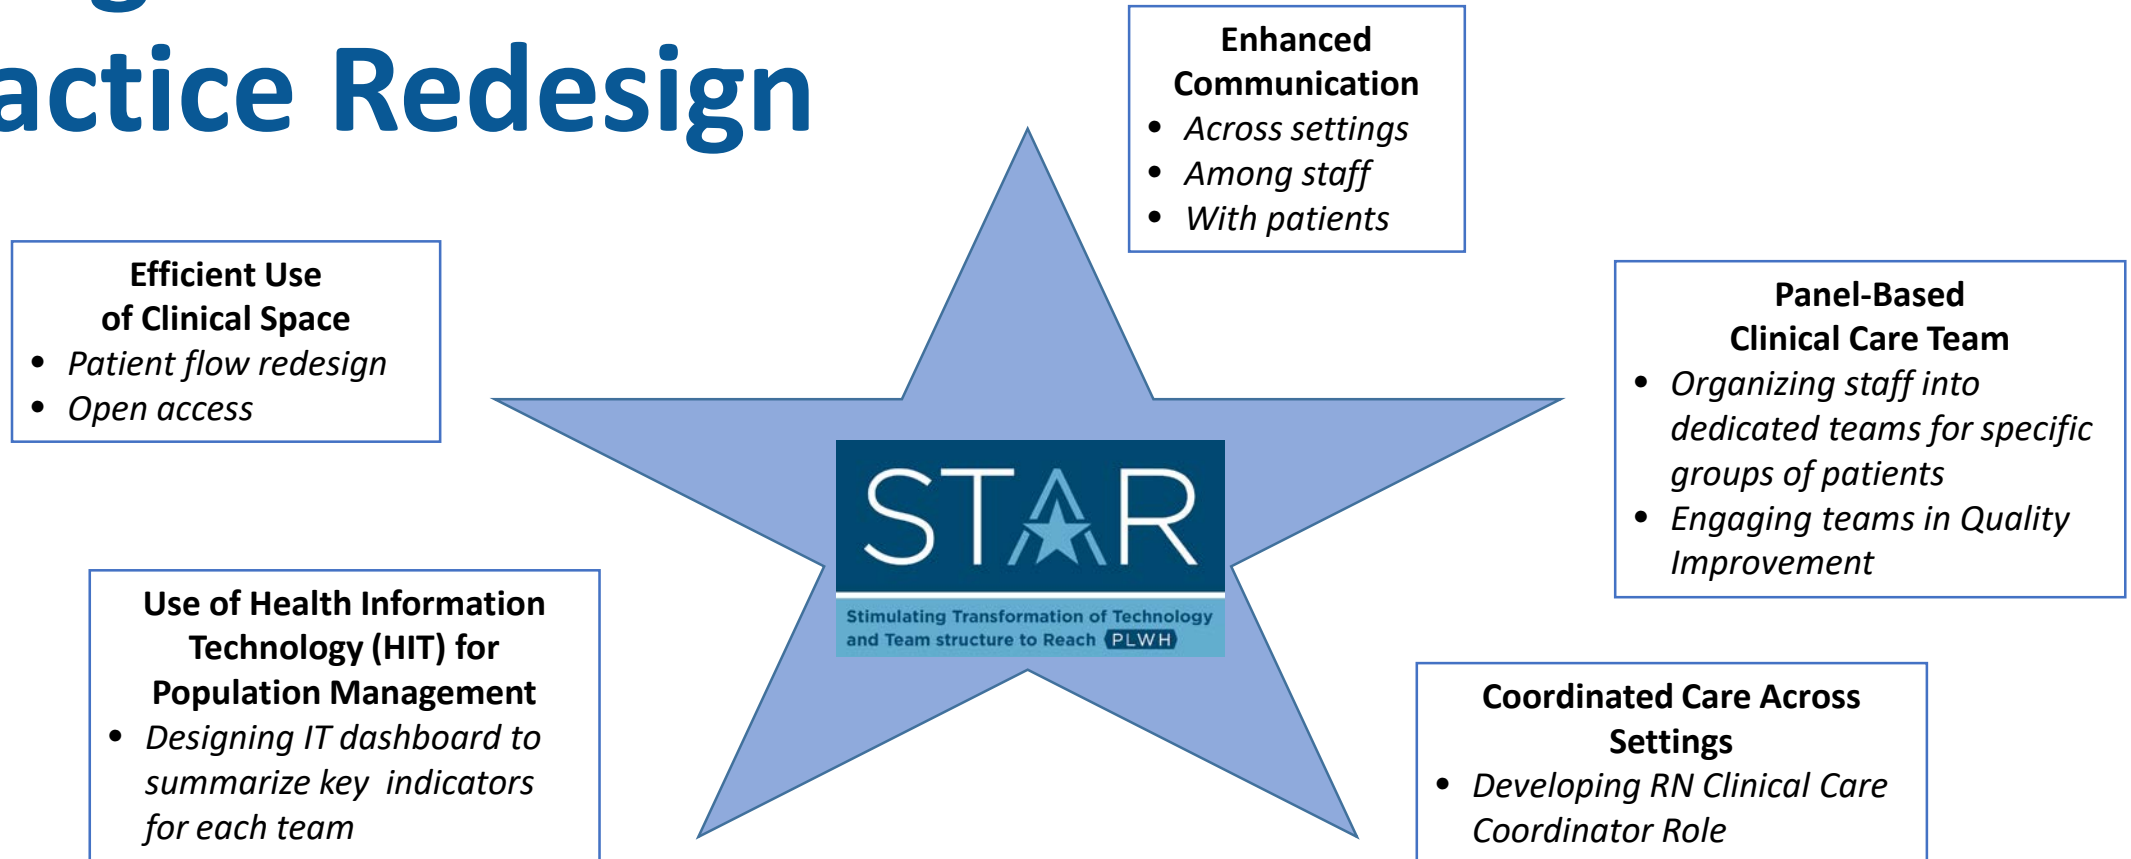 actice Redesign
Enhanced
Communication
• Across settings
• Among staff
• With patients
Efficient Use
of Clinical Space
• Patient flow redesign
• Open access
Panel-Based
Clinical Care Team
• Organizing staff into
dedicated teams for specific
groups of patients
• Engaging teams in Quality
Improvement
STAR
Stimulating Transformation of Technology
and Team structure to Reach PLWH
Use of Health Information
Technology (HIT) for
Population Management
• Designing IT dashboard to
summarize key  indicators
for each team
Coordinated Care Across
Settings
• Developing RN Clinical Care
Coordinator Role